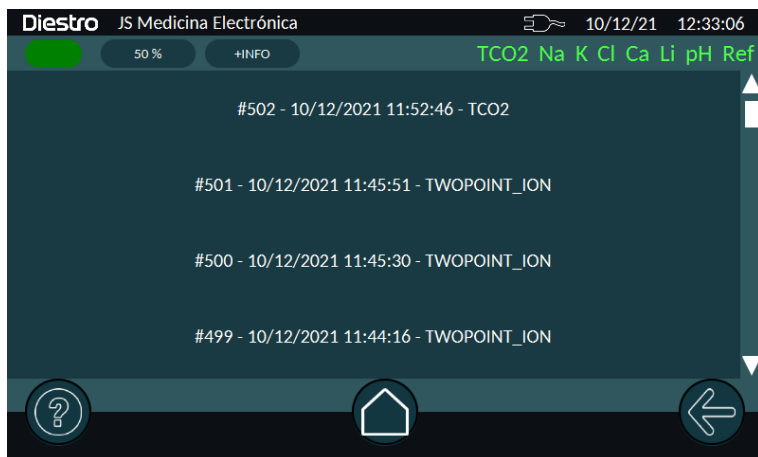 Diestro JS Medicina Electrónica 10/12/21 12:33:06
50 % +INFO TCO2 Na K Cl Ca Li pH Ref
#502 - 10/12/2021 11:52:46 - TCO2
#501 - 10/12/2021 11:45:51 - TWOPOINT_ION
#500 - 10/12/2021 11:45:30 - TWOPOINT_ION
#499 - 10/12/2021 11:44:16 - TWOPOINT_ION
?